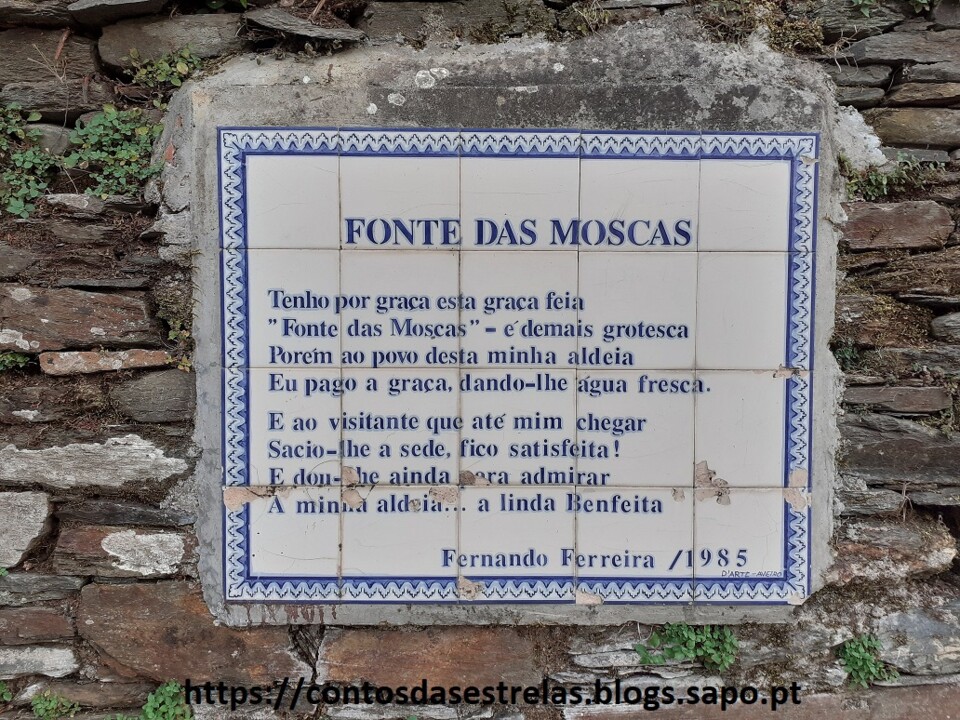 FONTE DAS MOSCAS
Tenho por graça esta graça feia
"Fonte das Moscas" - é demais grotesca
Porém ao povo desta minha aldeia
Eu pago a graça, dando-lhe água fresca.
E ao visitante que até mim chegar
Sacio-lhe a sede, fico satisfeita!
E dou-lhe ainda para admirar
A minha aldeia... a linda Benfeita
Fernando Ferreira /1985
D'ARTE - AVEIRO
https://contosdasestrelas.blogs.sapo.pt